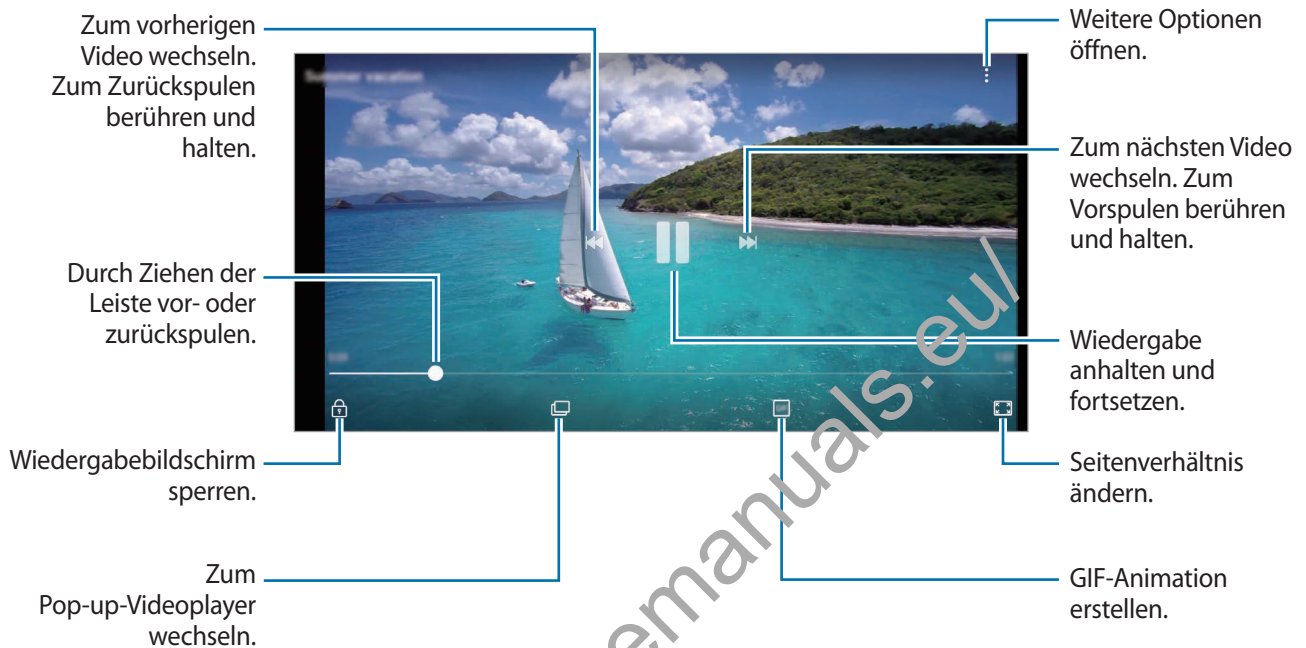 Zum vorherigen
Video wechseln.
Zum Zurückspulen
berühren und
halten.
Durch Ziehen der
Leiste vor- oder
zurückspulen.
Wiedergabebildschirm
sperren.
Zum
Pop-up-Videoplayer
wechseln.
Weitere Optionen
öffnen.
Zum nächsten Video
wechseln. Zum
Vorspulen berühren
und halten.
Wiedergabe
anhalten und
fortsetzen.
Seitenverhältnis
ändern.
GIF-Animation
erstellen.
emanuals.eu/